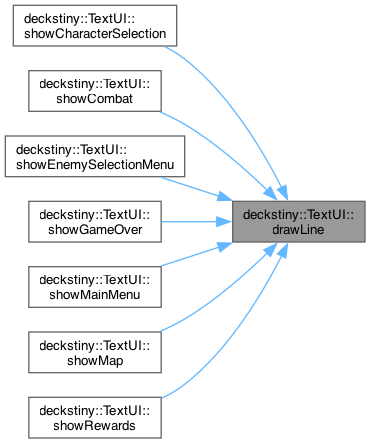 deckstiny::TextUI::
showCharacterSelection
deckstiny::TextUI::
showCombat
deckstiny::TextUI::
showEnemySelectionMenu
deckstiny::TextUI::
showGameOver
deckstiny::TextUI::
showMainMenu
deckstiny::TextUI::
showMap
deckstiny::TextUI::
showRewards
deckstiny::TextUI::
drawLine